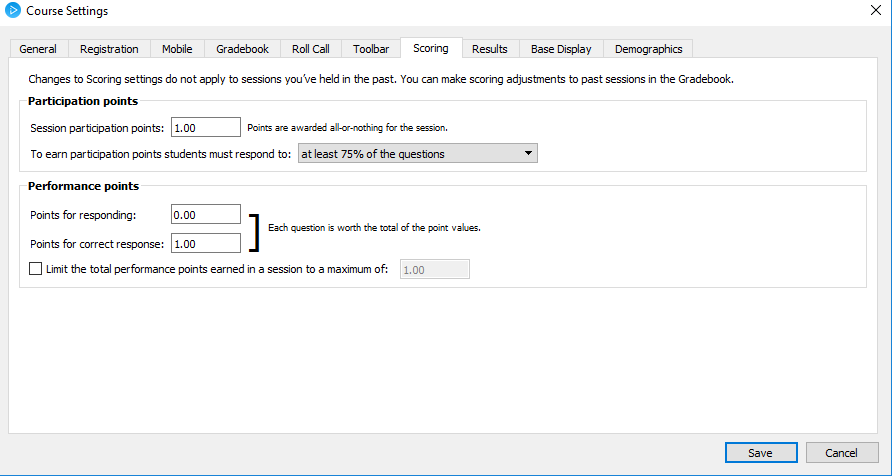 Course Settings
General Registration Mobile Gradebook Roll Call Toolbar Scoring Results Base Display Demographics
Changes to Scoring settings do not apply to sessions you've held in the past. You can make scoring adjustments to past sessions in the Gradebook.
Participation points
Session participation points: 1.00 Points are awarded all-or-nothing for the session.
To earn participation points students must respond to: at least 75% of the questions
Performance points
Points for responding: 0.00
Each question is worth the total of the point values.
Points for correct response: 1.00
Limit the total performance points earned in a session to a maximum of: 1.00
Save Cancel